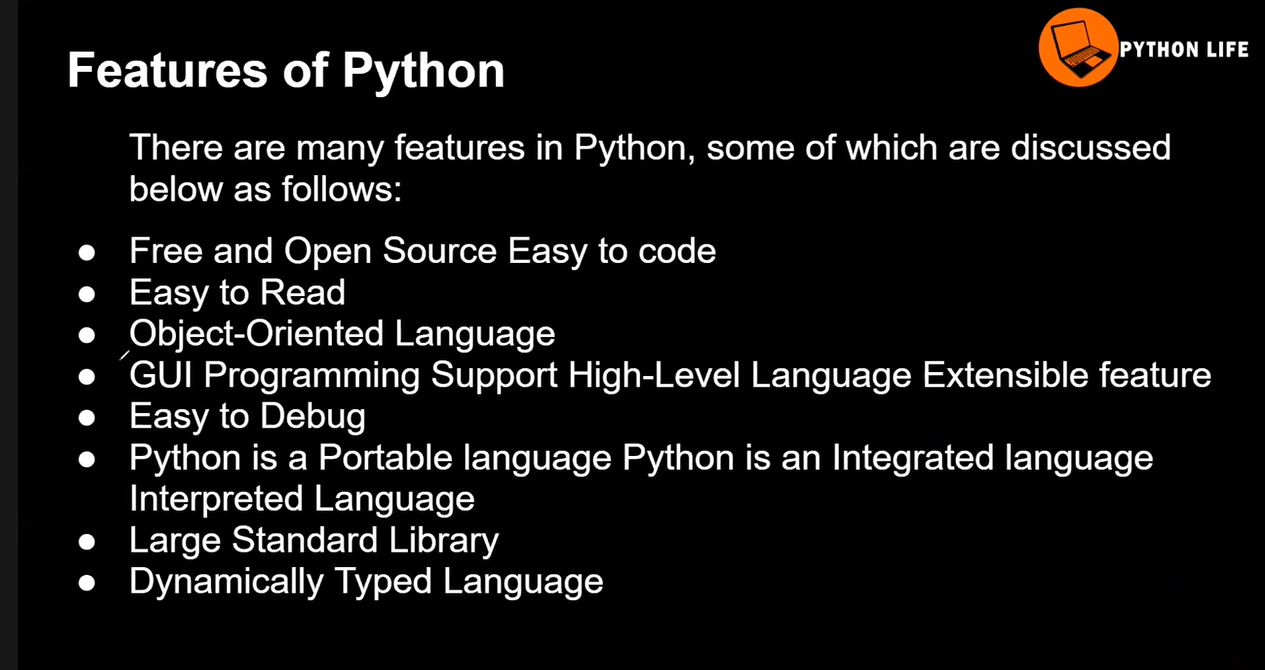 PYTHON LIFE
Features of Python
There are many features in Python, some of which are discussed
below as follows:
● Free and Open Source Easy to code
● Easy to Read
● Object-Oriented Language
● GUI Programming Support High-Level Language Extensible feature
● Easy to Debug
● Python is a Portable language Python is an Integrated language
Interpreted Language
● Large Standard Library
● Dynamically Typed Language